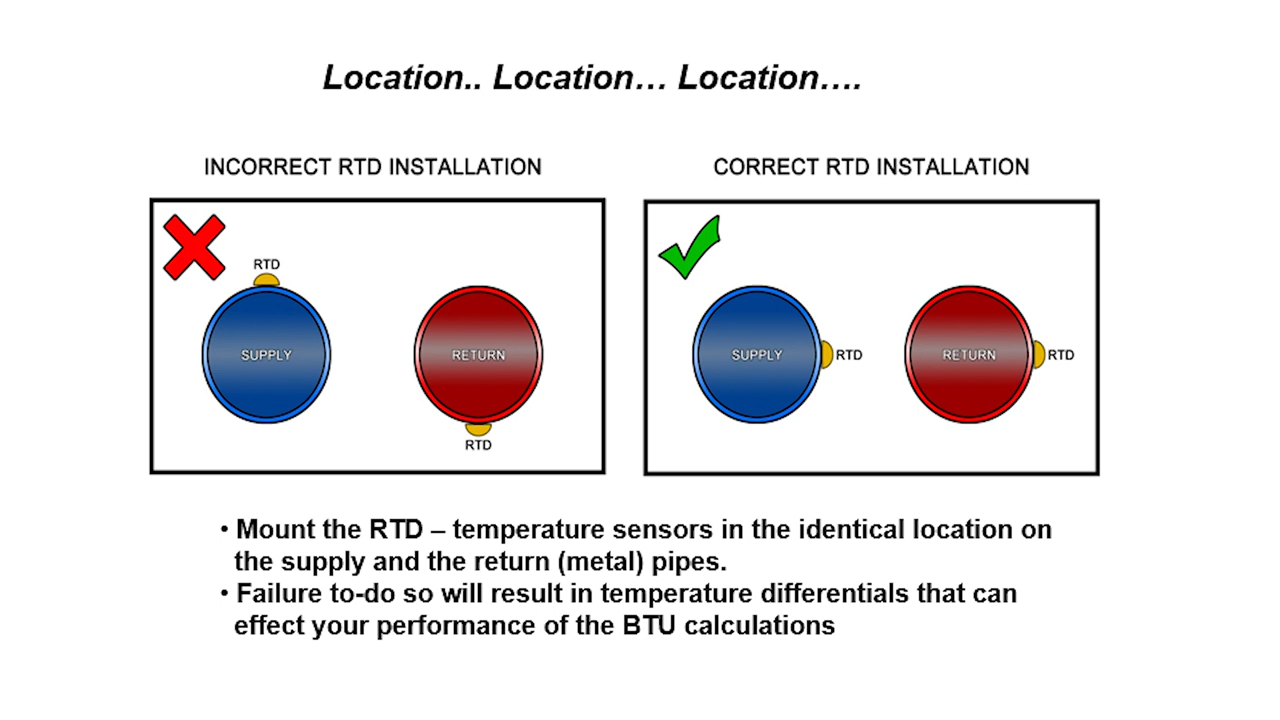 Location.. Location… Location….
INCORRECT RTD INSTALLATION
CORRECT RTD INSTALLATION
RTD
SUPPLY
RETURN
RTD
SUPPLY
RTD
RETURN
RTD
• Mount the RTD – temperature sensors in the identical location on
the supply and the return (metal) pipes.
• Failure to-do so will result in temperature differentials that can
effect your performance of the BTU calculations